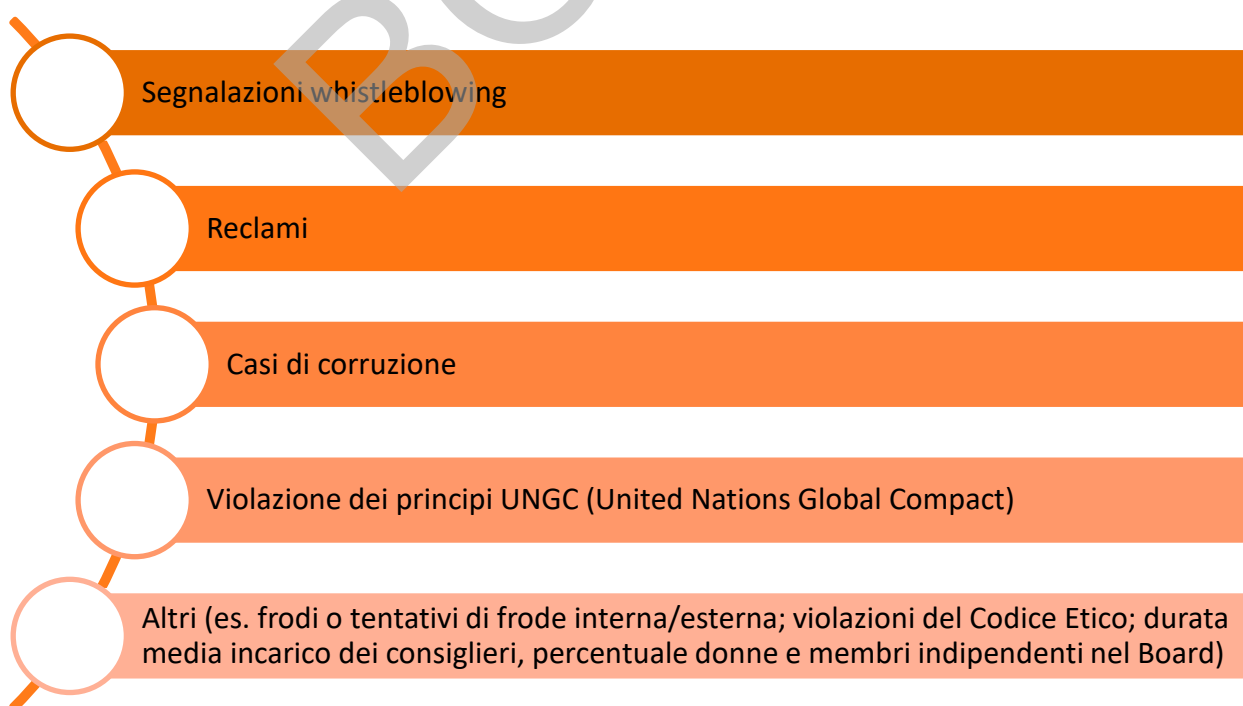 Segnalazioni whistleblowing
Reclami
Casi di corruzione
Violazione dei principi UNGC (United Nations Global Compact)
Altri (es. frodi o tentativi di frode interna/esterna; violazioni del Codice Etico; durata
media incarico dei consiglieri, percentuale donne e membri indipendenti nel Board)